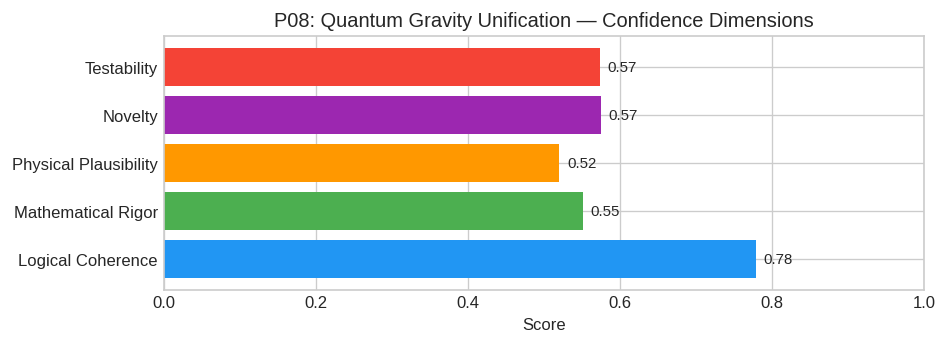 P08: Quantum Gravity Unification — Confidence Dimensions
Testability
0.57
Novelty
0.57
Physical Plausibility
0.52
Mathematical Rigor
0.55
Logical Coherence
0.78
0.0 0.2 0.4 0.6 0.8 1.0
Score